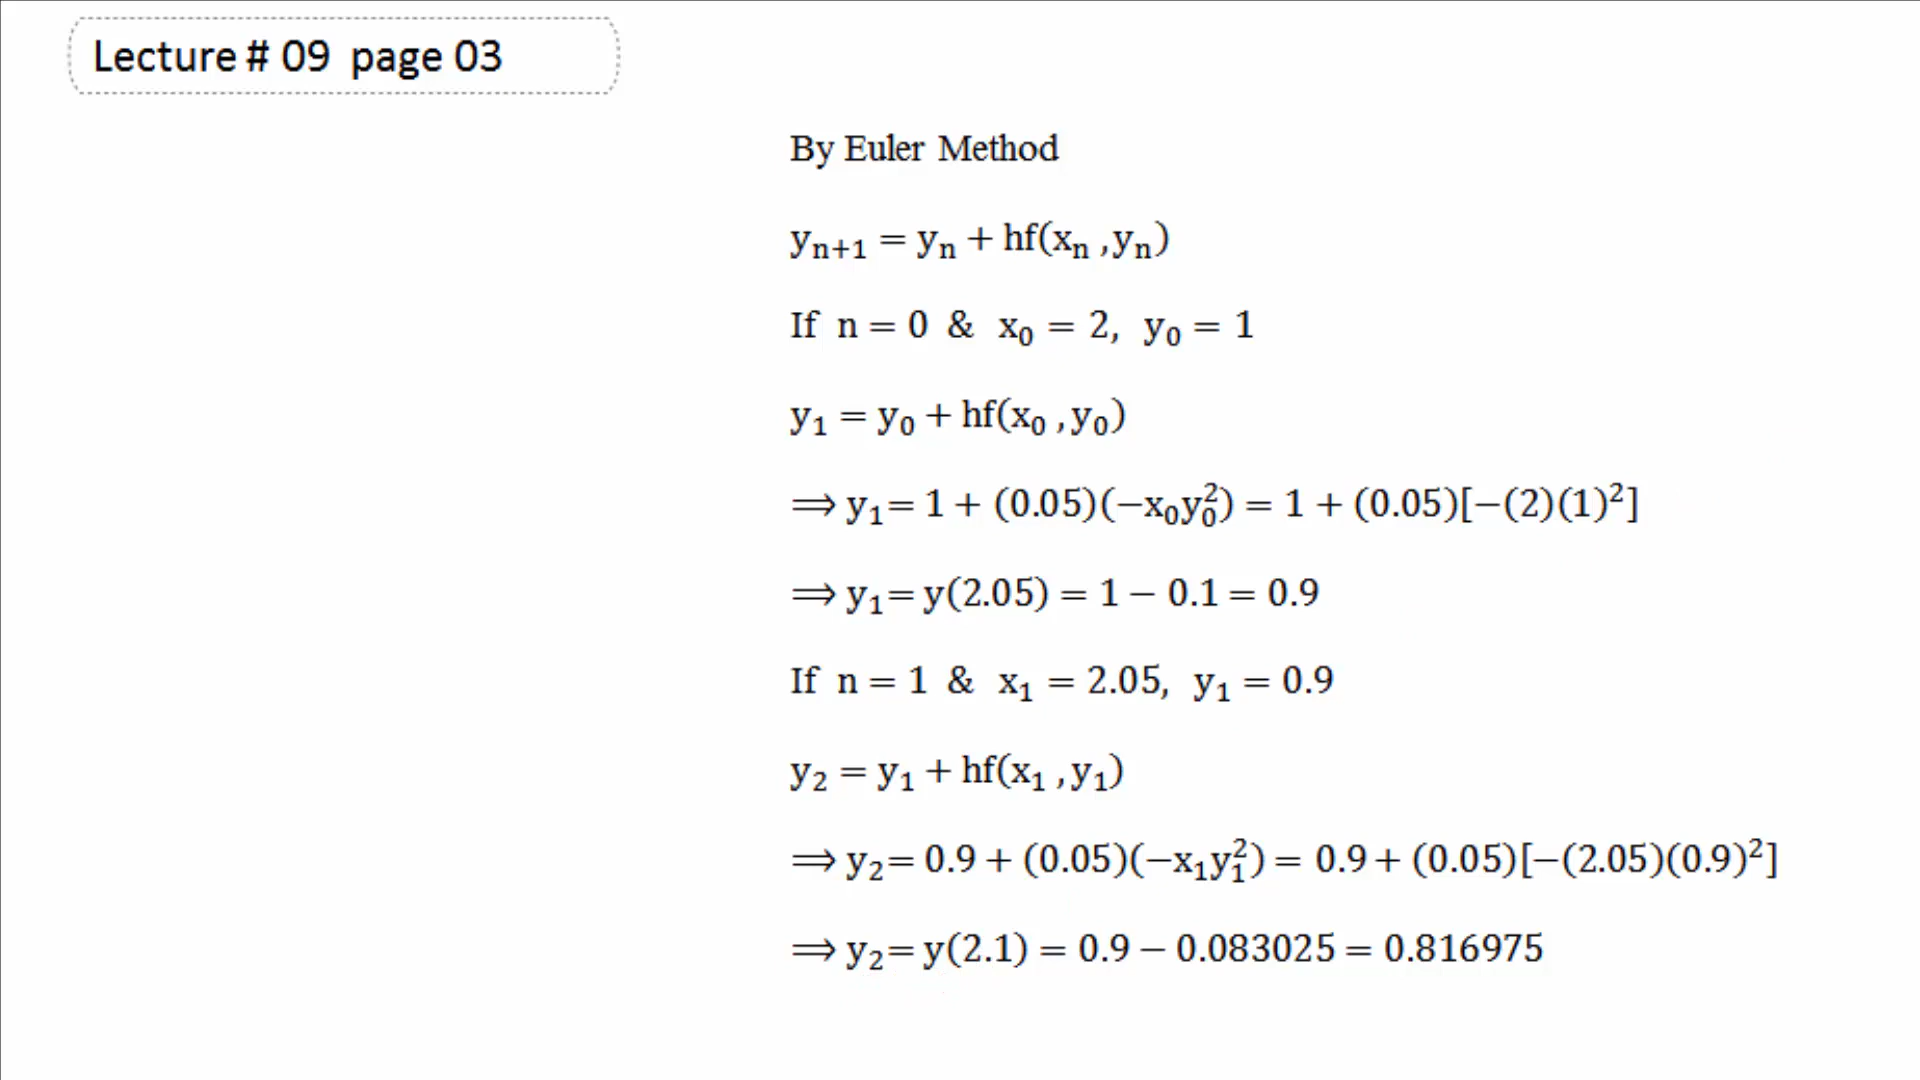 Lecture # 09 page 03
By Euler Method
yₙ₊₁ = yₙ + hf(xₙ ,yₙ)
If n = 0 & x₀ = 2, y₀ = 1
y₁ = y₀ + hf(x₀ ,y₀)
⟹ y₁= 1 + (0.05)(−x₀y₀²) = 1 + (0.05)[−(2)(1)²]
⟹ y₁= y(2.05) = 1 − 0.1 = 0.9
If n = 1 & x₁ = 2.05, y₁ = 0.9
y₂ = y₁ + hf(x₁ ,y₁)
⟹ y₂= 0.9 + (0.05)(−x₁y₁²) = 0.9 + (0.05)[−(2.05)(0.9)²]
⟹ y₂= y(2.1) = 0.9 − 0.083025 = 0.816975